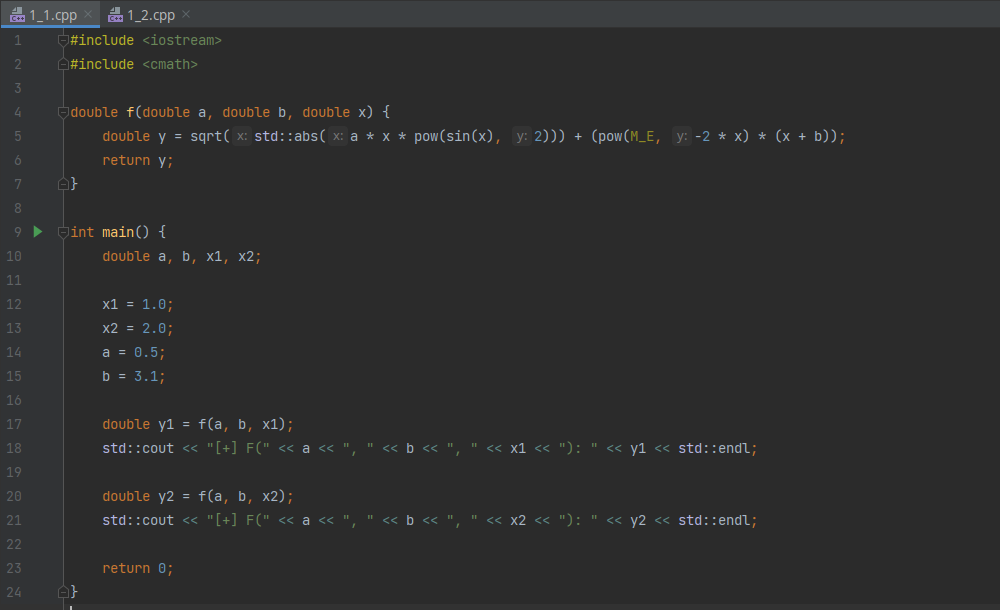 1_1.cpp 1_2.cpp
1 #include <iostream>
2 #include <cmath>
3
4 double f(double a, double b, double x) {
5     double y = sqrt( x: std::abs( x: a * x * pow(sin(x), y: 2))) + (pow(M_E, y: -2 * x) * (x + b));
6     return y;
7 }
8
9 int main() {
10     double a, b, x1, x2;
11
12     x1 = 1.0;
13     x2 = 2.0;
14     a = 0.5;
15     b = 3.1;
16
17     double y1 = f(a, b, x1);
18     std::cout << "[+] F(" << a << ", " << b << ", " << x1 << "): " << y1 << std::endl;
19
20     double y2 = f(a, b, x2);
21     std::cout << "[+] F(" << a << ", " << b << ", " << x2 << "): " << y2 << std::endl;
22
23     return 0;
24 }